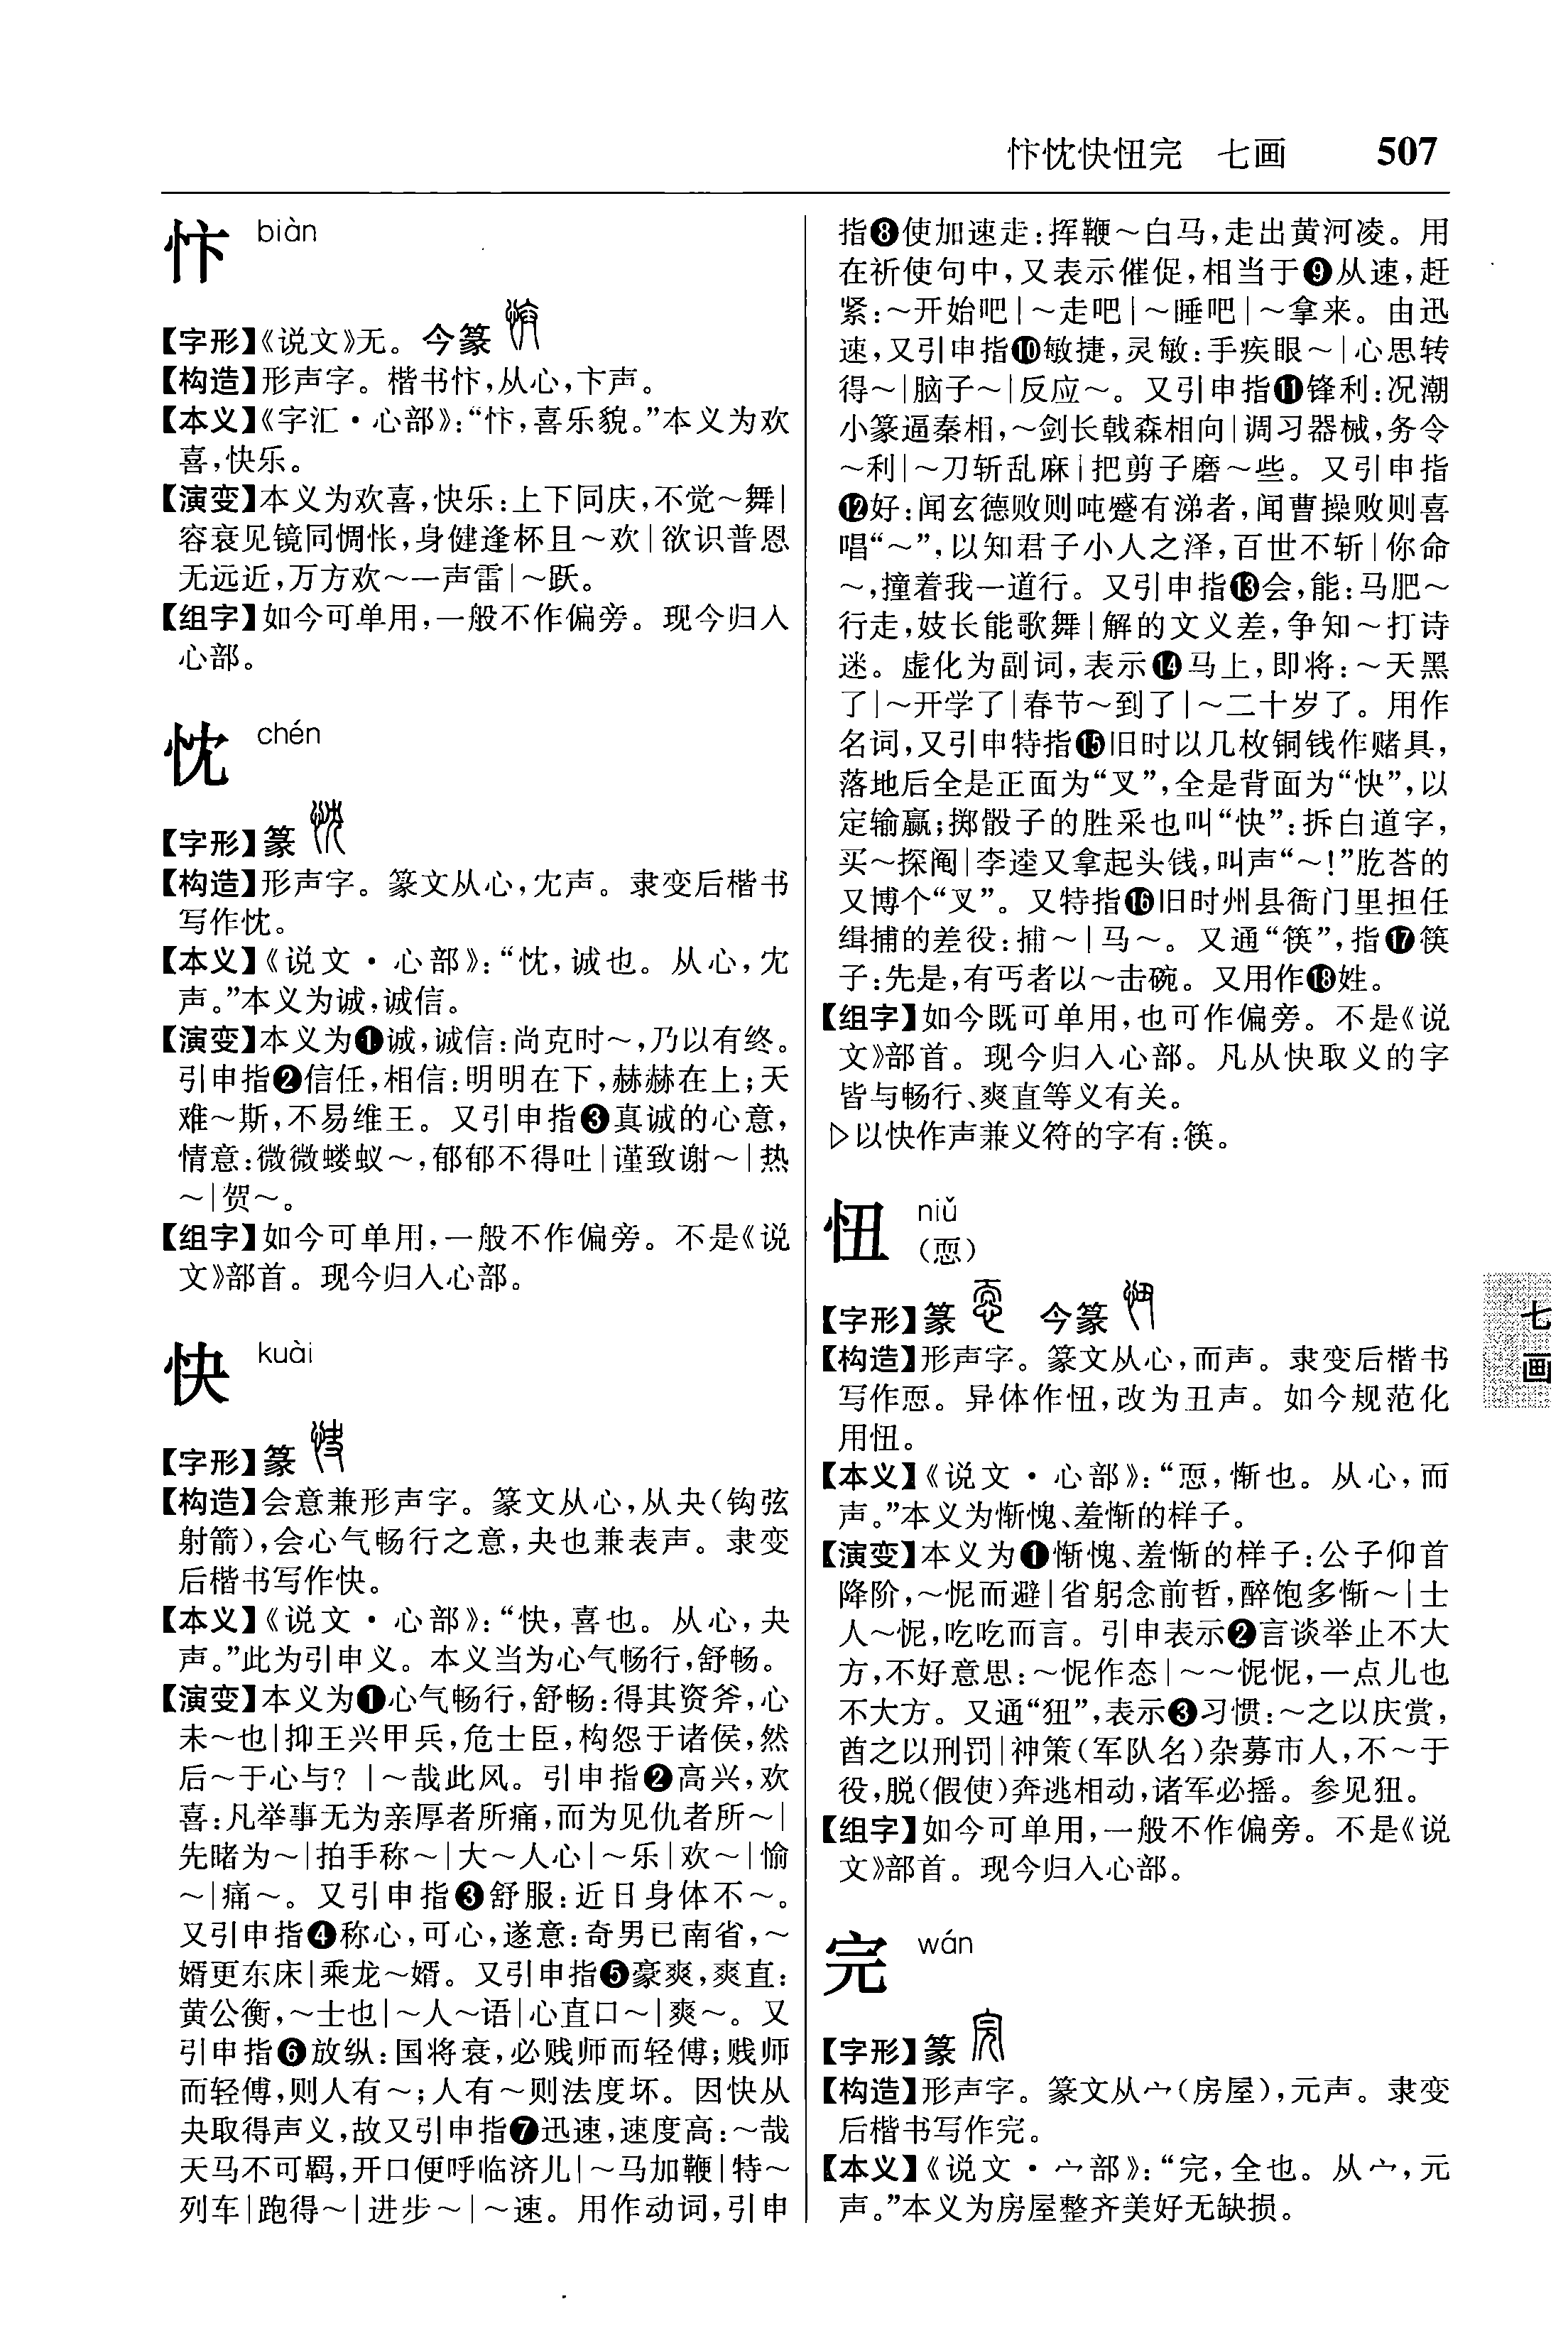 忭忱快忸完　七画　507
忭 biàn
【字形】《说文》无。今篆
【构造】形声字。楷书忭,从心,卞声。
【本义】《字汇·心部》:“忭,喜乐貌。”本义为欢
喜,快乐。
【演变】本义为欢喜,快乐:上下同庆,不觉～舞|
容衰见镜同惆怅,身健逢杯且～欢|欲识普恩
无远近,万方欢～一声雷|～跃。
【组字】如今可单用,一般不作偏旁。现今归入
心部。
忱 chén
【字形】篆
【构造】形声字。篆文从心,冘声。隶变后楷书
写作忱。
【本义】《说文·心部》:“忱,诚也。从心,冘
声。”本义为诚,诚信。
【演变】本义为❶诚,诚信:尚克时～,乃以有终。
引申指❷信任,相信:明明在下,赫赫在上;天
难～斯,不易维王。又引申指❸真诚的心意,
情意:微微蝼蚁～,郁郁不得吐|谨致谢～|热
～|贺～。
【组字】如今可单用,一般不作偏旁。不是《说
文》部首。现今归入心部。
快 kuài
【字形】篆
【构造】会意兼形声字。篆文从心,从夬(钩弦
射箭),会心气畅行之意,夬也兼表声。隶变
后楷书写作快。
【本义】《说文·心部》:“快,喜也。从心,夬
声。”此为引申义。本义当为心气畅行,舒畅。
【演变】本义为❶心气畅行,舒畅:得其资斧,心
未～也|抑王兴甲兵,危士臣,构怨于诸侯,然
后～于心与?|～哉此风。引申指❷高兴,欢
喜:凡举事无为亲厚者所痛,而为见仇者所～|
先睹为～|拍手称～|大～人心|～乐|欢～|愉
～|痛～。又引申指❸舒服:近日身体不～。
又引申指❹称心,可心,遂意:奇男已南省,～
婿更东床|乘龙～婿。又引申指❺豪爽,爽直:
黄公衡,～士也|～人～语|心直口～|爽～。又
引申指❻放纵:国将衰,必贱师而轻傅;贱师
而轻傅,则人有～;人有～则法度坏。因快从
夬取得声义,故又引申指❼迅速,速度高:～哉
天马不可羁,开口便呼临济儿|～马加鞭|特～
列车|跑得～|进步～|～速。用作动词,引申
指❽使加速走:挥鞭～白马,走出黄河凌。用
在祈使句中,又表示催促,相当于❾从速,赶
紧:～开始吧|～走吧|～睡吧|～拿来。由迅
速,又引申指❿敏捷,灵敏:手疾眼～|心思转
得～|脑子～|反应～。又引申指⓫锋利:况潮
小篆逼秦相,～剑长戟森相向|调习器械,务令
～利|～刀斩乱麻|把剪子磨～些。又引申指
⓬好:闻玄德败则吨蹙有涕者,闻曹操败则喜
唱“～”,以知君子小人之泽,百世不斩|你命
～,撞着我一道行。又引申指⓭会,能:马肥～
行走,妓长能歌舞|解的文义差,争知～打诗
迷。虚化为副词,表示⓮马上,即将:～天黑
了|～开学了|春节～到了|～二十岁了。用作
名词,又引申特指⓯旧时以几枚铜钱作赌具,
落地后全是正面为“叉”,全是背面为“快”,以
定输赢;掷骰子的胜采也叫“快”:拆白道字,
买～探阄|李逵又拿起头钱,叫声“～!”肐荅的
又博个“叉”。又特指⓰旧时州县衙门里担任
缉捕的差役:捕～|马～。又通“筷”,指⓱筷
子:先是,有丐者以～击碗。又用作⓲姓。
【组字】如今既可单用,也可作偏旁。不是《说
文》部首。现今归入心部。凡从快取义的字
皆与畅行、爽直等义有关。
▷以快作声兼义符的字有:筷。
忸 niǔ
(恧)
【字形】篆　今篆
【构造】形声字。篆文从心,而声。隶变后楷书
写作恧。异体作忸,改为丑声。如今规范化
用忸。
【本义】《说文·心部》:“恧,惭也。从心,而
声。”本义为惭愧、羞惭的样子。
【演变】本义为❶惭愧、羞惭的样子:公子仰首
降阶,～怩而避|省躬念前哲,醉饱多惭～|士
人～怩,吃吃而言。引申表示❷言谈举止不大
方,不好意思:～怩作态|～～怩怩,一点儿也
不大方。又通“狃”,表示❸习惯:～之以庆赏,
酋之以刑罚|神策(军队名)杂募市人,不～于
役,脱(假使)奔逃相动,诸军必摇。参见狃。
【组字】如今可单用,一般不作偏旁。不是《说
文》部首。现今归入心部。
完 wán
【字形】篆
【构造】形声字。篆文从宀(房屋),元声。隶变
后楷书写作完。
【本义】《说文·宀部》:“完,全也。从宀,元
声。”本义为房屋整齐美好无缺损。
七
画